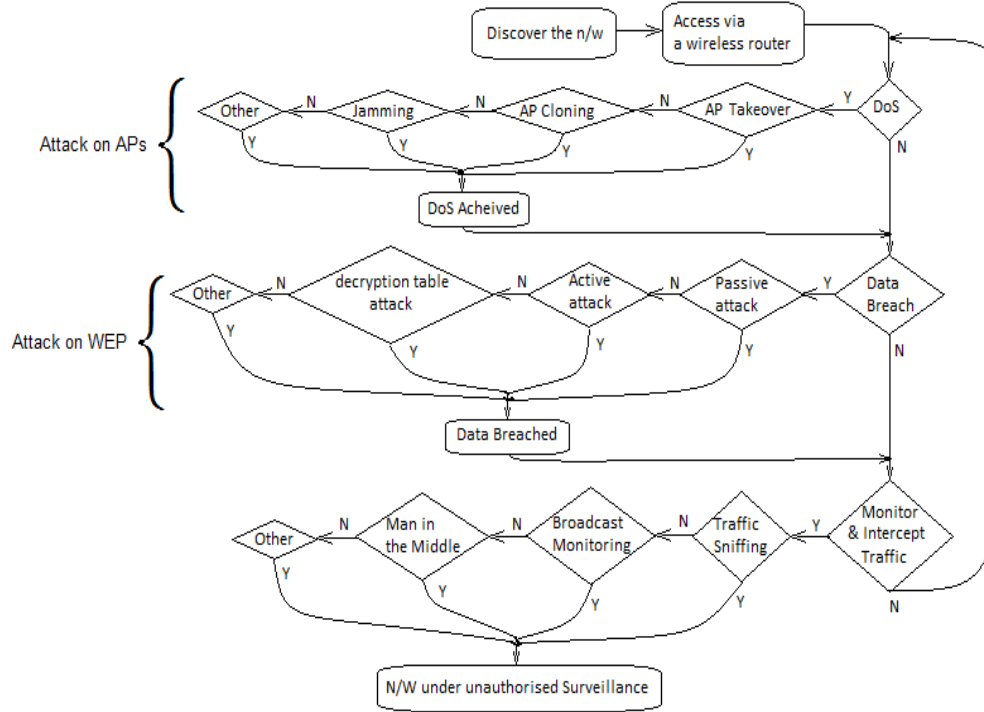 Discover the n/w
Access via
a wireless router
Attack on APs
Other
N
Jamming
N
AP Cloning
N
AP Takeover
Y
DoS
Y
Y
Y
Y
N
DoS Acheived
Attack on WEP
Other
N
decryption table
attack
N
Active
attack
N
Passive
attack
Y
Data
Breach
Y
Y
Y
Y
N
Data Breached
Other
N
Man in
the Middle
N
Broadcast
Monitoring
N
Traffic
Sniffing
Y
Monitor
& Intercept
Traffic
Y
Y
Y
Y
N
N/W under unauthorised Surveillance